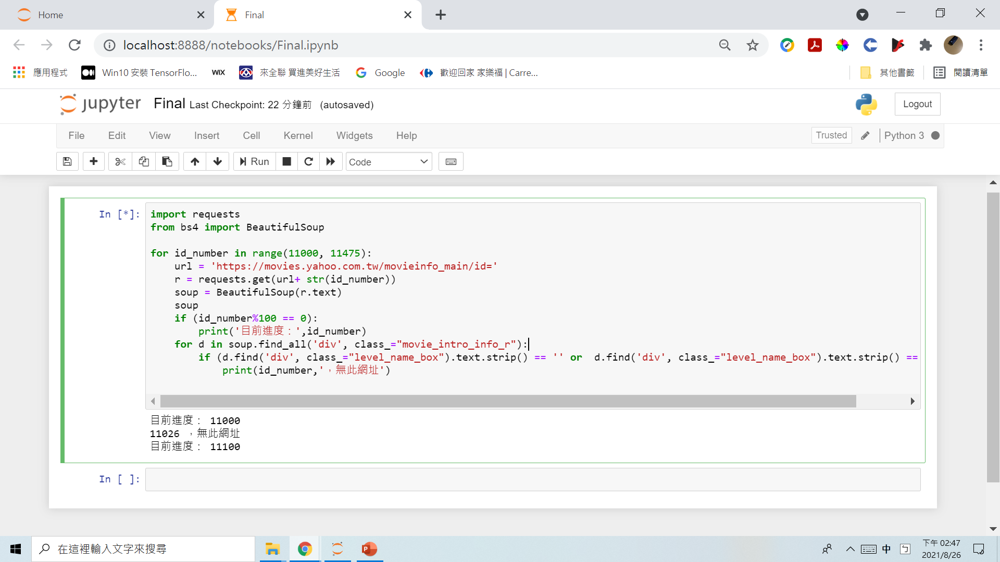 Home
Final
localhost:8888/notebooks/Final.ipynb
應用程式
Win10 安裝 TensorFlo...
WIX
來全聯 買進美好生活
Google
歡迎回家 家樂福 | Carre...
其他書籤
閱讀清單
jupyter Final Last Checkpoint: 22 分鐘前 (autosaved)
Logout
File Edit View Insert Cell Kernel Widgets Help
Trusted
Python 3
Run
Code
In [*]:
import requests
from bs4 import BeautifulSoup
for id_number in range(11000, 11475):
    url = 'https://movies.yahoo.com.tw/movieinfo_main/id='
    r = requests.get(url+ str(id_number))
    soup = BeautifulSoup(r.text)
    soup
    if (id_number%100 == 0):
        print('目前進度：',id_number)
    for d in soup.find_all('div', class_="movie_intro_info_r"):
        if (d.find('div', class_="level_name_box").text.strip() == '' or  d.find('div', class_="level_name_box").text.strip() ==
            print(id_number,'，無此網址')
目前進度： 11000
11026 ，無此網址
目前進度： 11100
In [ ]:
在這裡輸入文字來搜尋
中
下午 02:47
2021/8/26